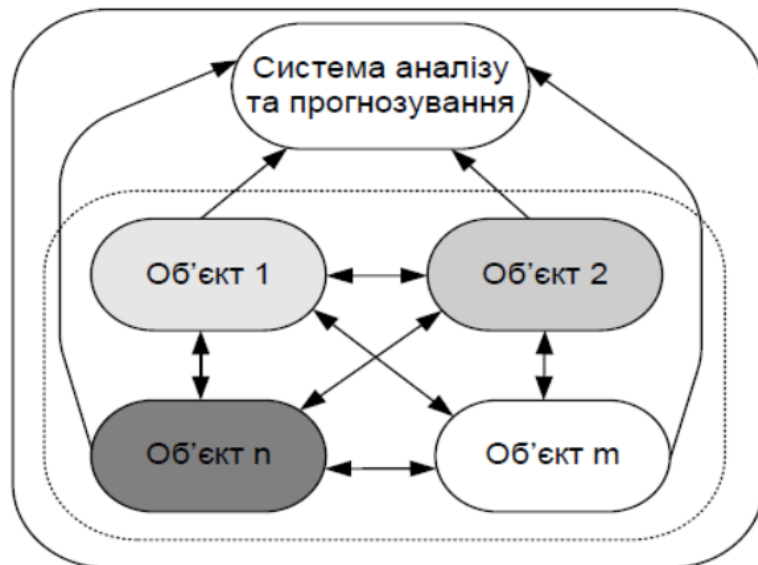 Система аналізу
та прогнозування
Об’єкт 1
Об’єкт 2
Об’єкт n
Об’єкт m